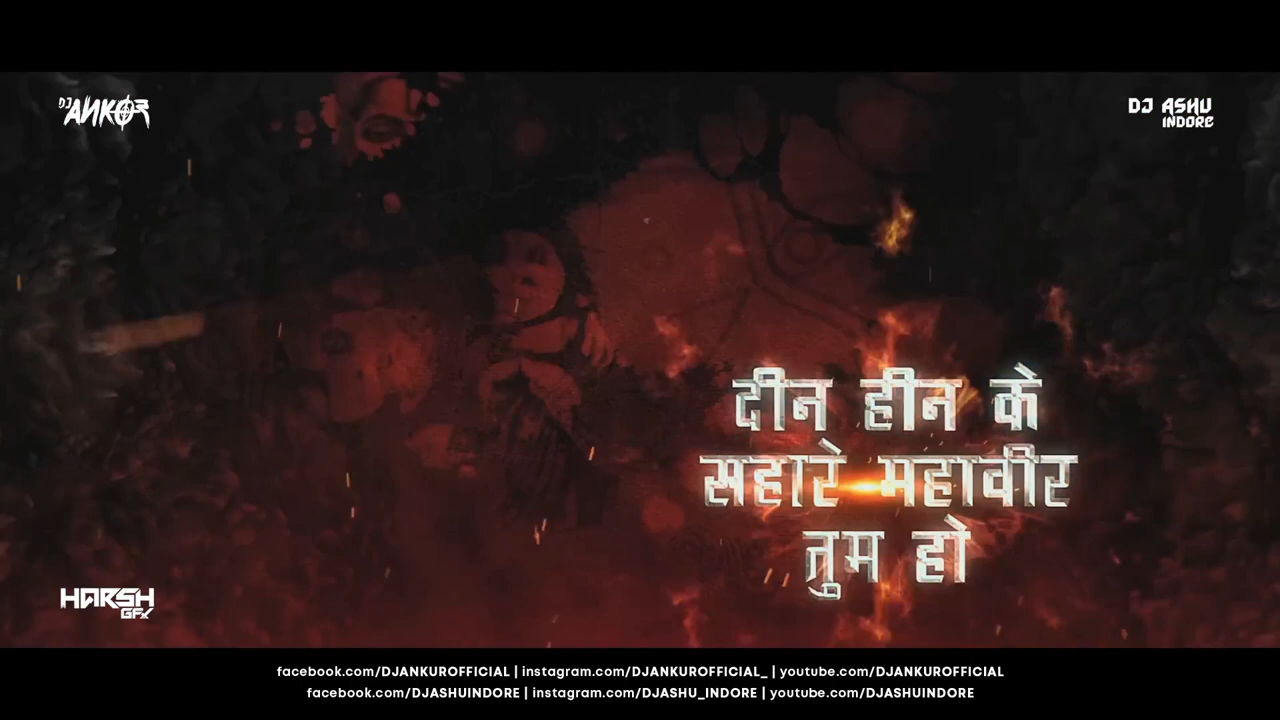 DJ ANKUR
DJ ASHU
INDORE
दीन हीन के
सहारे महावीर
तुम हो
HARSH
GFX
facebook.com/DJANKUROFFICIAL | instagram.com/DJANKUROFFICIAL_ | youtube.com/DJANKUROFFICIAL
facebook.com/DJASHUINDORE | instagram.com/DJASHU_INDORE | youtube.com/DJASHUINDORE